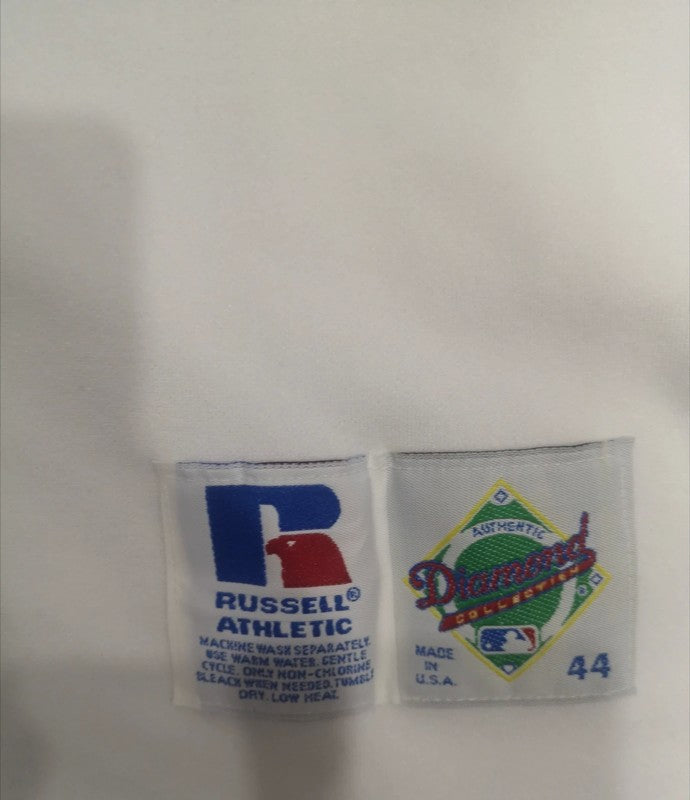 RUSSELL®
ATHLETIC
MACHINE WASH SEPARATELY.
USE WARM WATER. GENTLE
CYCLE. ONLY NON-CHLORINE
BLEACH WHEN NEEDED. TUMBLE
DRY. LOW HEAT.
AUTHENTIC
Diamond
COLLECTION
MADE
IN
U.S.A.
44